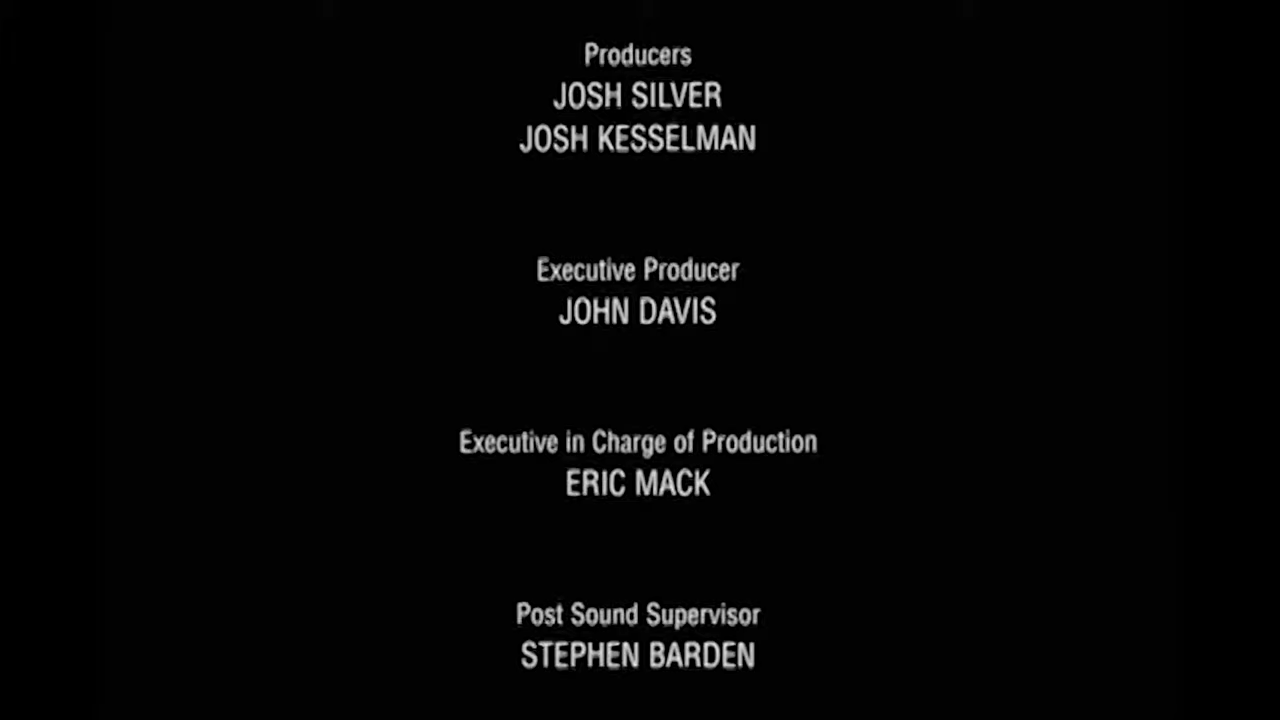 Producers
JOSH SILVER
JOSH KESSELMAN
Executive Producer
JOHN DAVIS
Executive in Charge of Production
ERIC MACK
Post Sound Supervisor
STEPHEN BARDEN